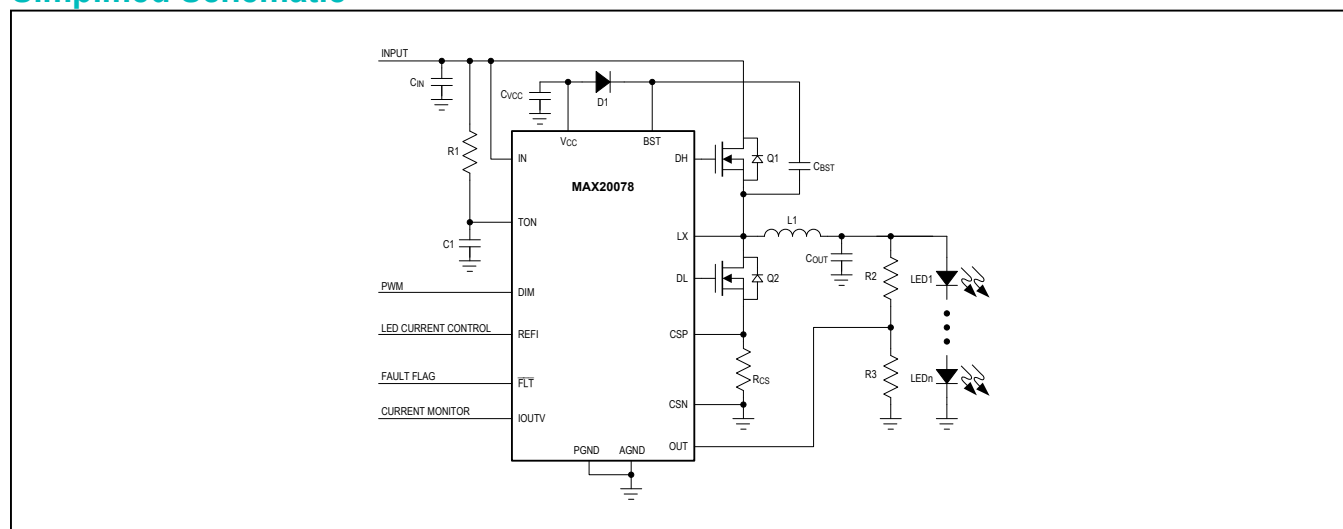 Simplified Schematic
INPUT
CIN
CVCC
D1
R1
VCC
BST
IN
DH
Q1
CBST
MAX20078
TON
C1
LX
L1
COUT
DL
Q2
R2
LED1
PWM
DIM
LED CURRENT CONTROL
REFI
CSP
FAULT FLAG
FLT
RCS
R3
LEDn
CURRENT MONITOR
IOUTV
CSN
OUT
PGND
AGND